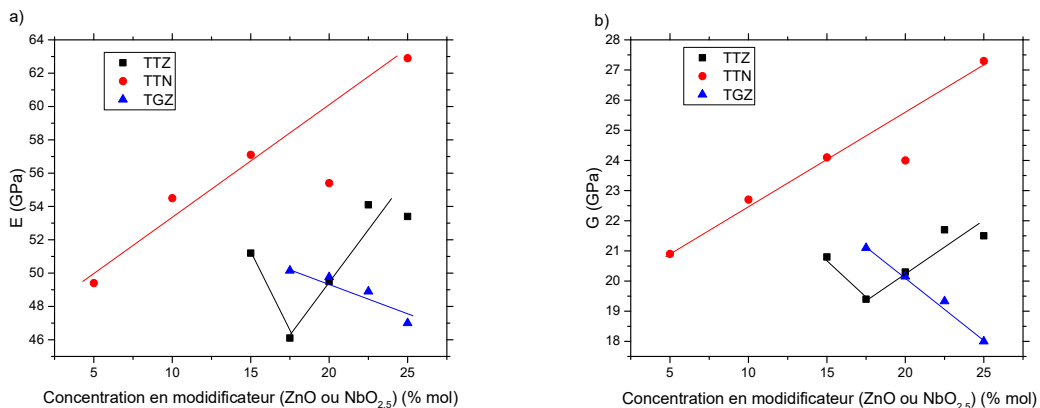 a)
64
62
60
58
56
54
52
50
48
46
E (GPa)
TTZ
TTN
TGZ
5 10 15 20 25
Concentration en modidificateur (ZnO ou NbO2.5) (% mol)
b)
28
27
26
25
24
23
22
21
20
19
18
G (GPa)
TTZ
TTN
TGZ
5 10 15 20 25
Concentration en modidificateur (ZnO ou NbO2.5) (% mol)